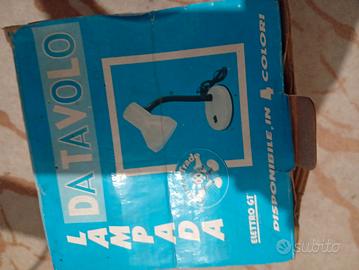 LAMPADA
DA TAVOLO
ELETTRO GT
DISPONIBILE IN 4 COLORI
subito